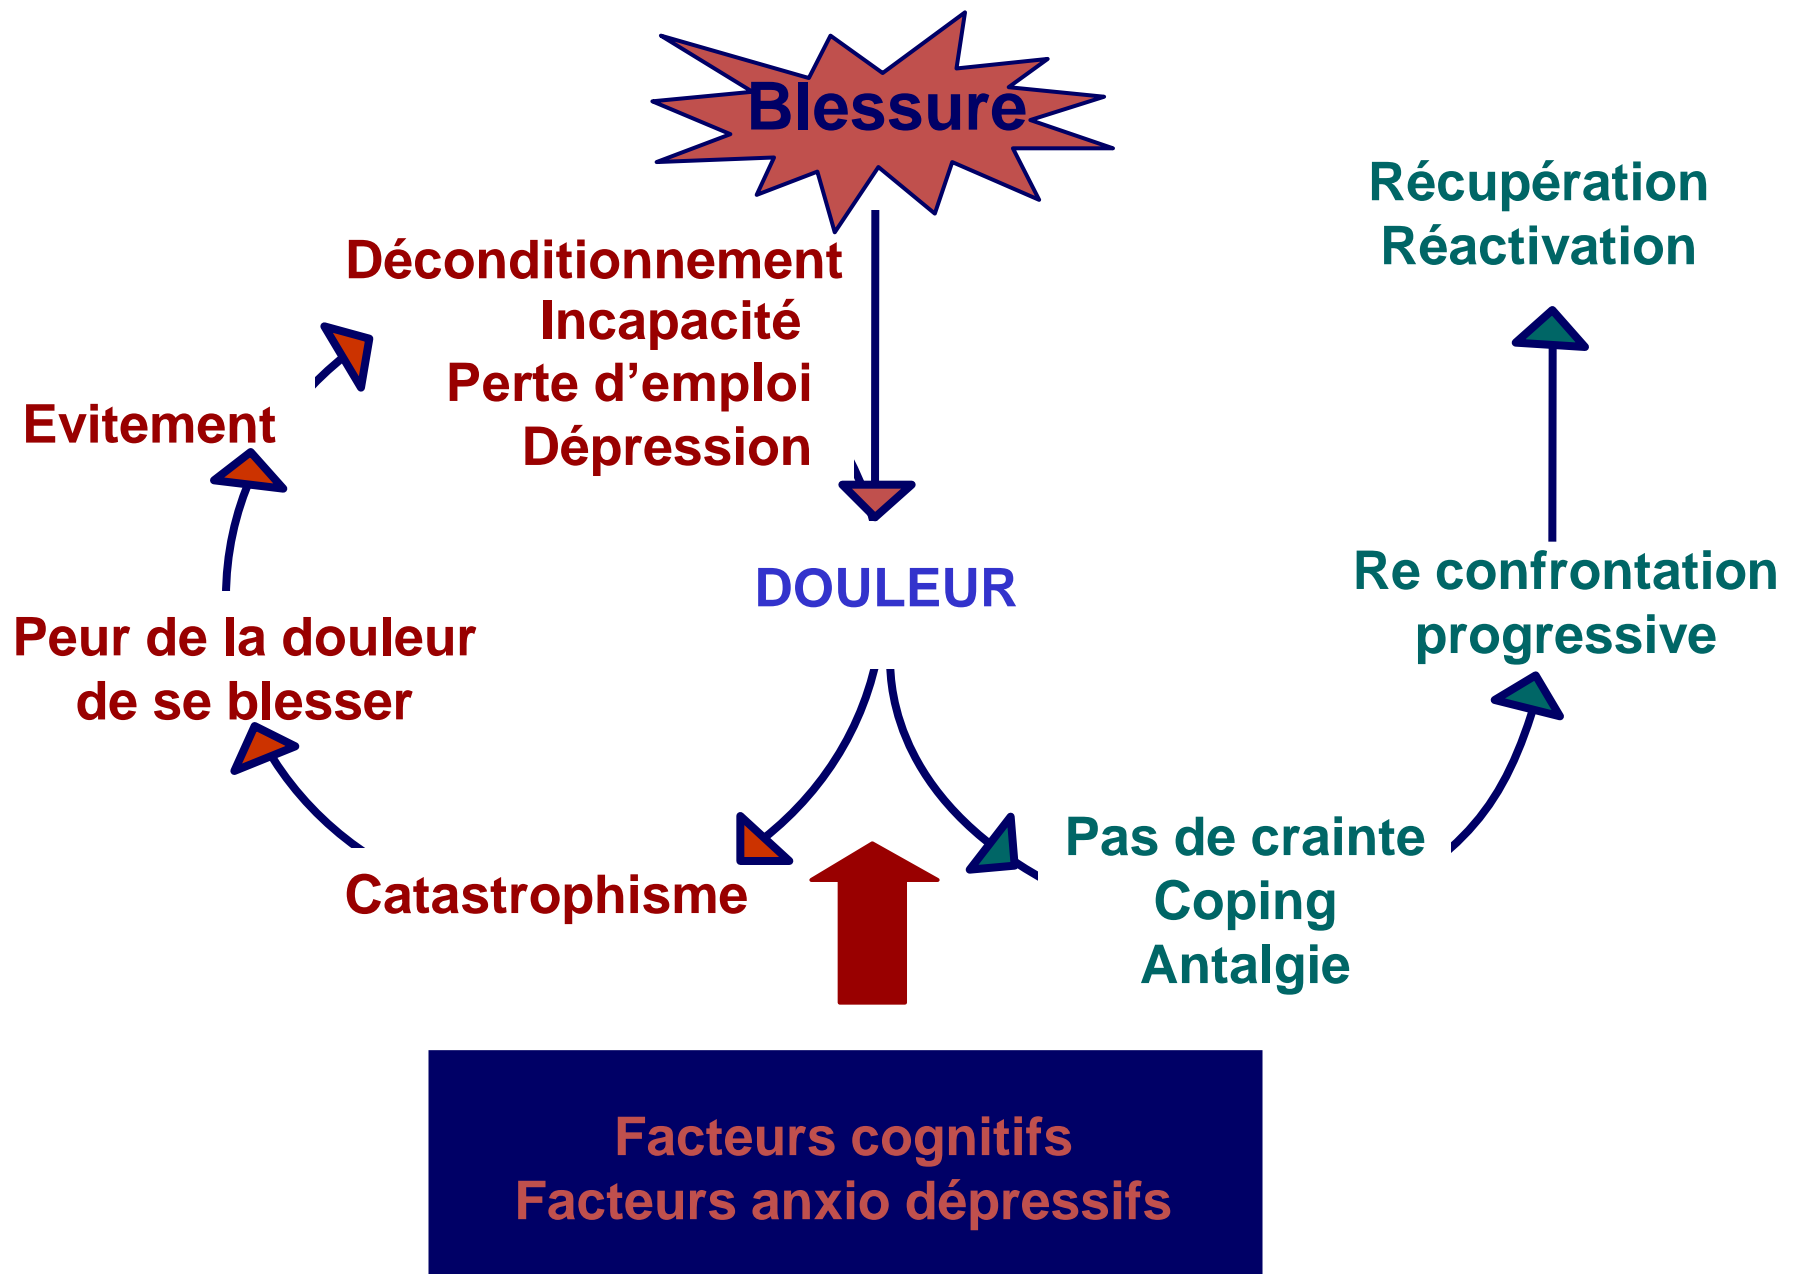 Blessure
Déconditionnement
Incapacité
Perte d’emploi
Dépression
Evitement
Peur de la douleur
de se blesser
Catastrophisme
DOULEUR
Récupération
Réactivation
Re confrontation
progressive
Pas de crainte
Coping
Antalgie
Facteurs cognitifs
Facteurs anxio dépressifs